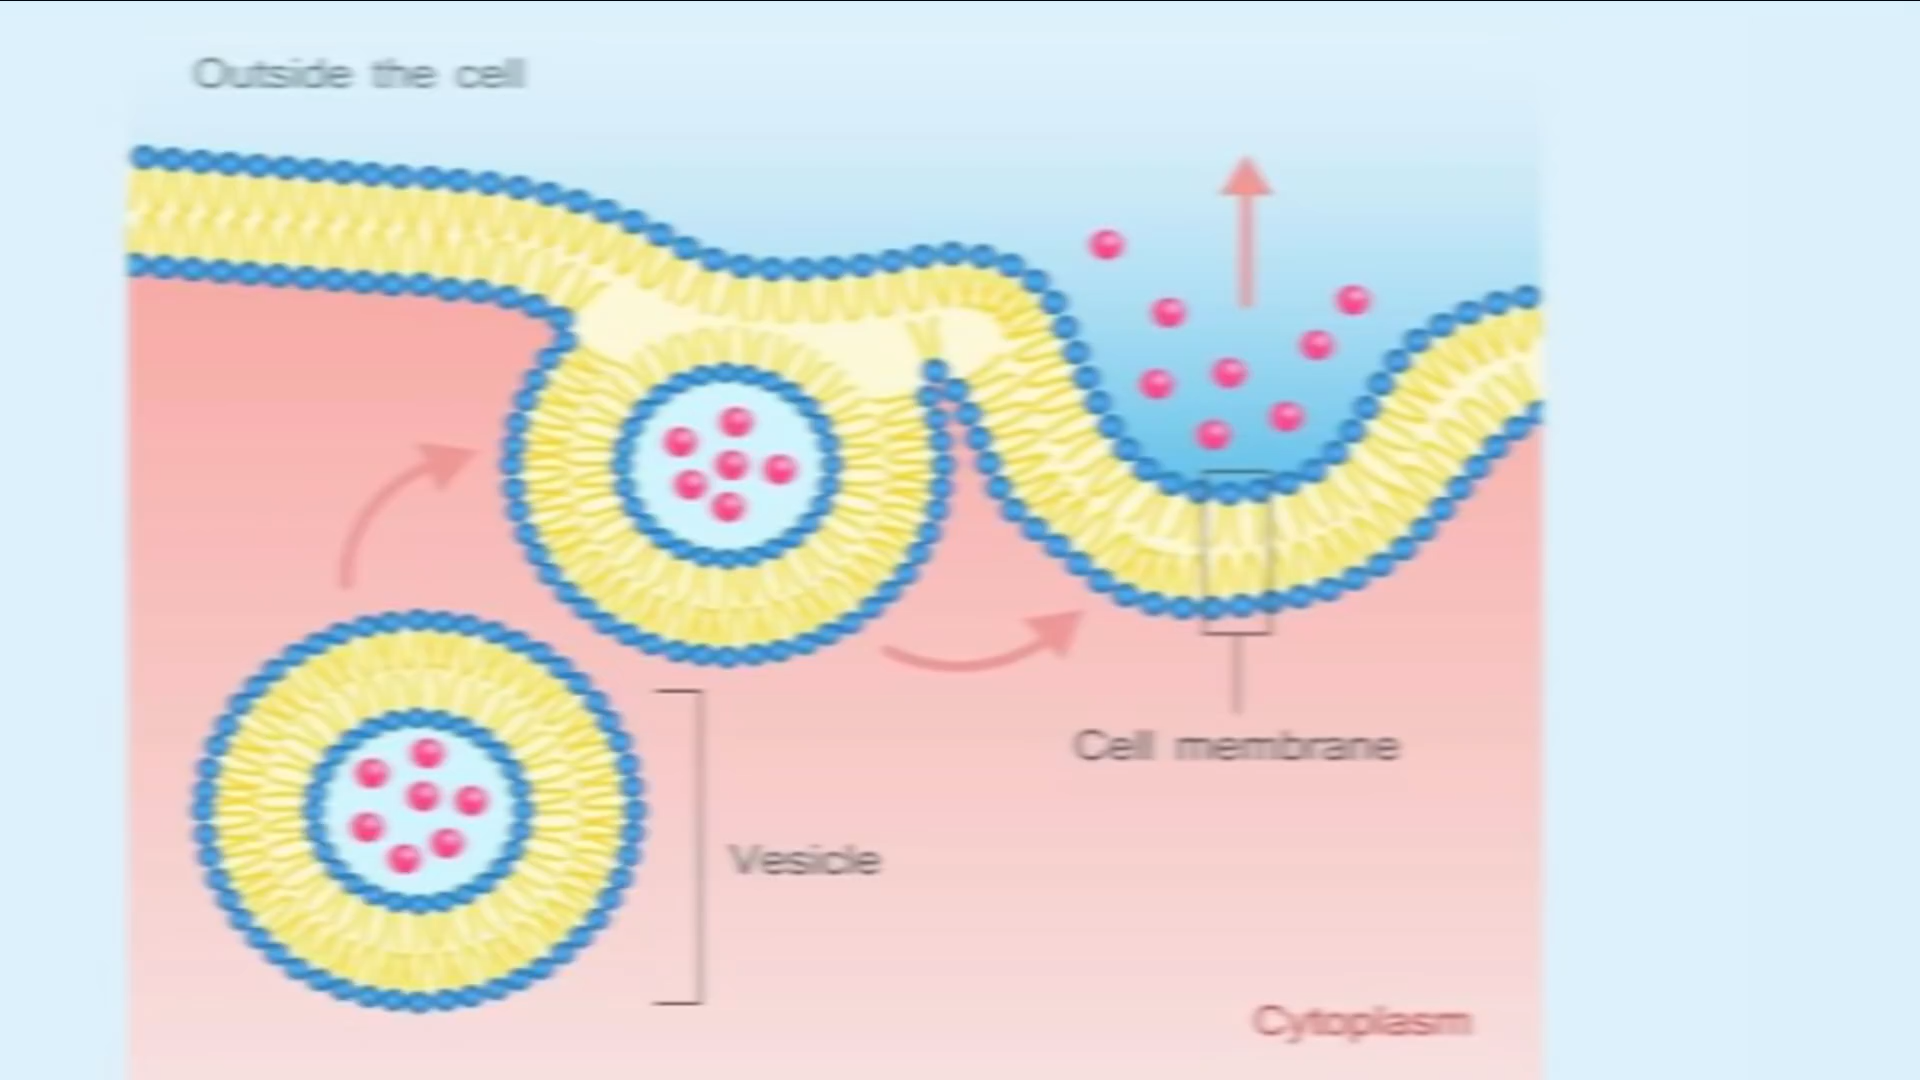 Outside the cell
Cell membrane
Vesicle
Cytoplasm